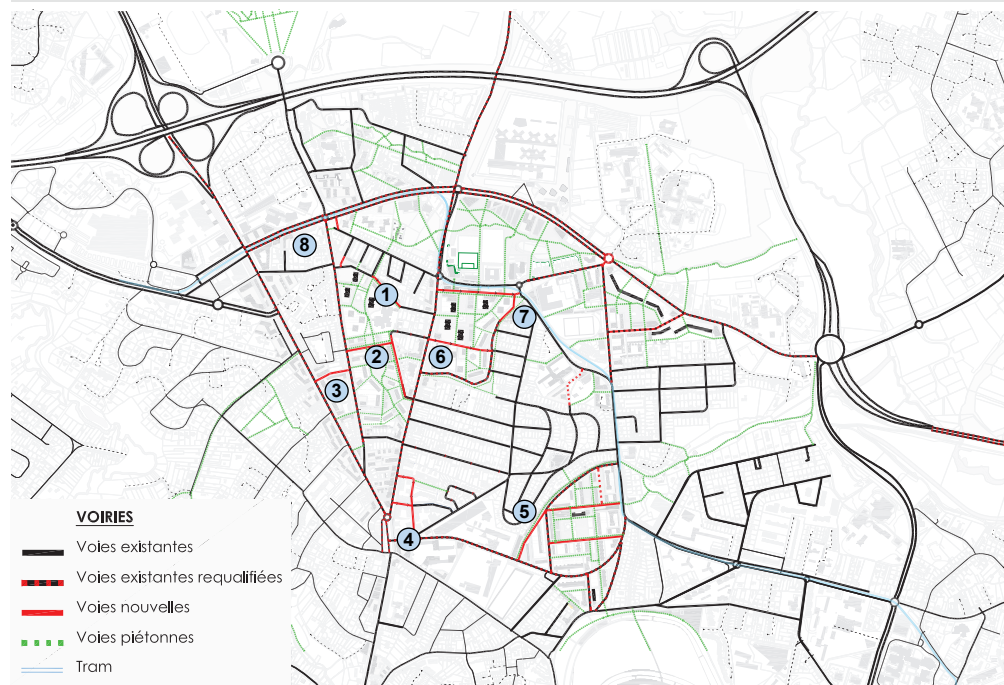 8
1
7
2
6
3
5
4
VOIRIES
Voies existantes
Voies existantes requalifiées
Voies nouvelles
Voies piétonnes
Tram